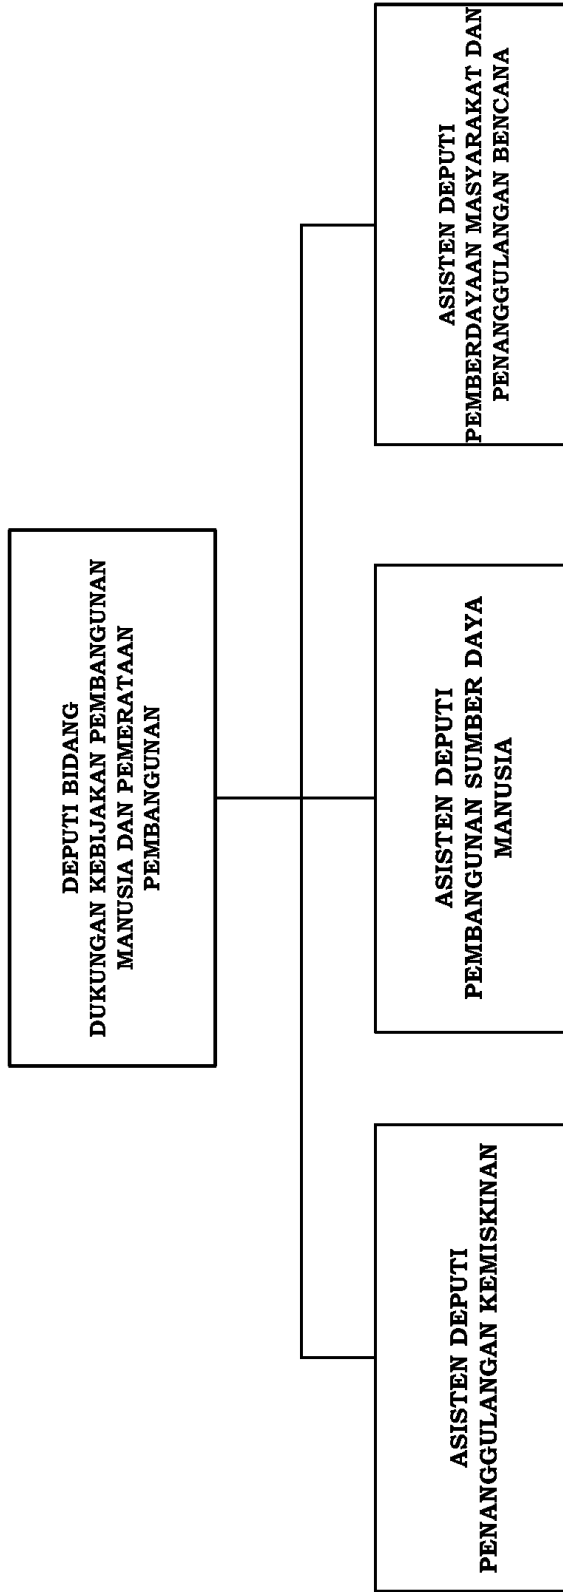 DEPUTI BIDANG
DUKUNGAN KEBIJAKAN PEMBANGUNAN
MANUSIA DAN PEMERATAAN
PEMBANGUNAN
ASISTEN DEPUTI
PENANGGULANGAN KEMISKINAN
ASISTEN DEPUTI
PEMBANGUNAN SUMBER DAYA
MANUSIA
ASISTEN DEPUTI
PEMBERDAYAAN MASYARAKAT DAN
PENANGGULANGAN BENCANA